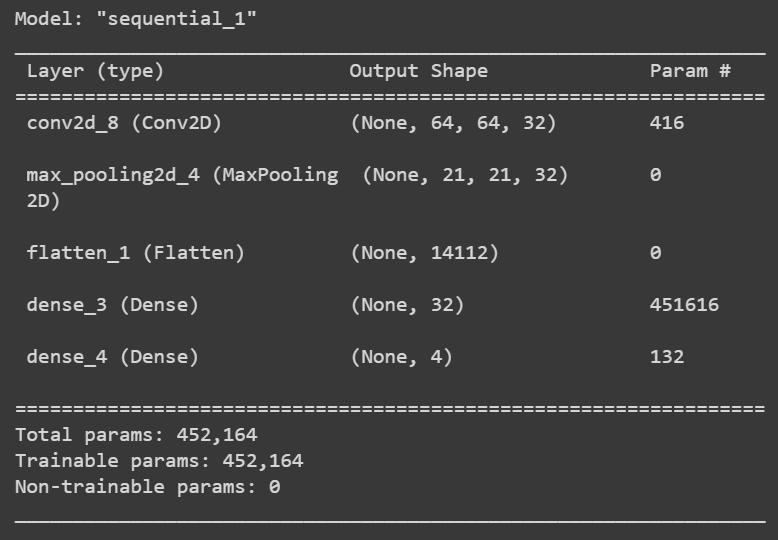 Model: "sequential_1"
Layer (type) Output Shape Param #
conv2d_8 (Conv2D) (None, 64, 64, 32) 416
max_pooling2d_4 (MaxPooling (None, 21, 21, 32) 0
2D)
flatten_1 (Flatten) (None, 14112) 0
dense_3 (Dense) (None, 32) 451616
dense_4 (Dense) (None, 4) 132
Total params: 452,164
Trainable params: 452,164
Non-trainable params: 0